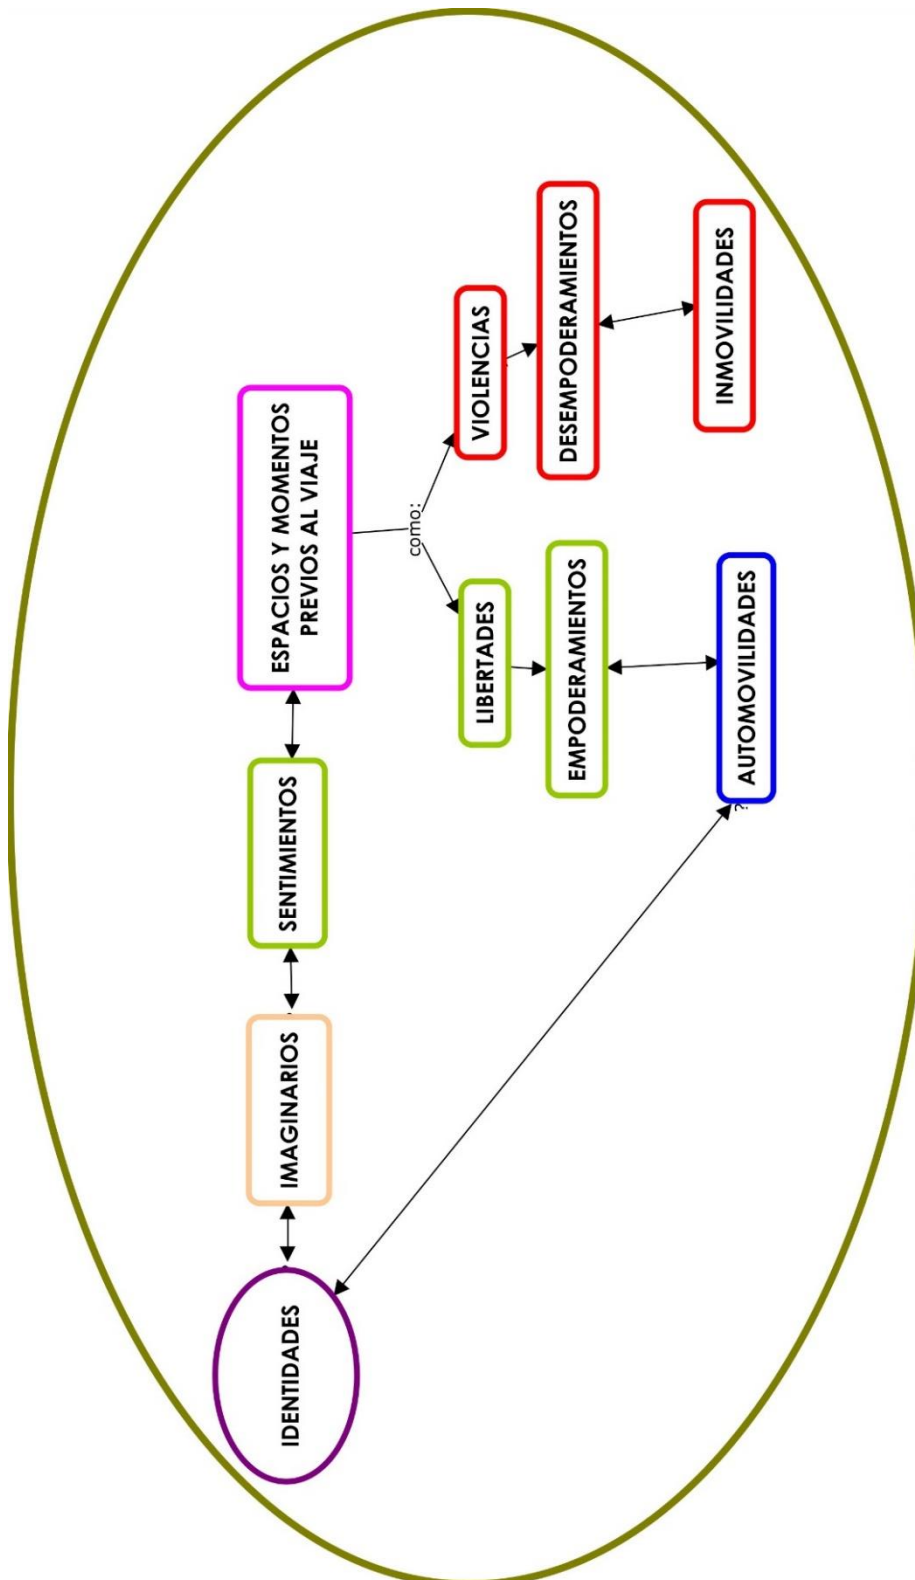 IDENTIDADES
IMAGINARIOS
SENTIMIENTOS
ESPACIOS Y MOMENTOS
PREVIOS AL VIAJE
como:
LIBERTADES
VIOLENCIAS
EMPODERAMIENTOS
DESEMPODERAMIENTOS
?
AUTOMOVILIDADES
INMOVILIDADES